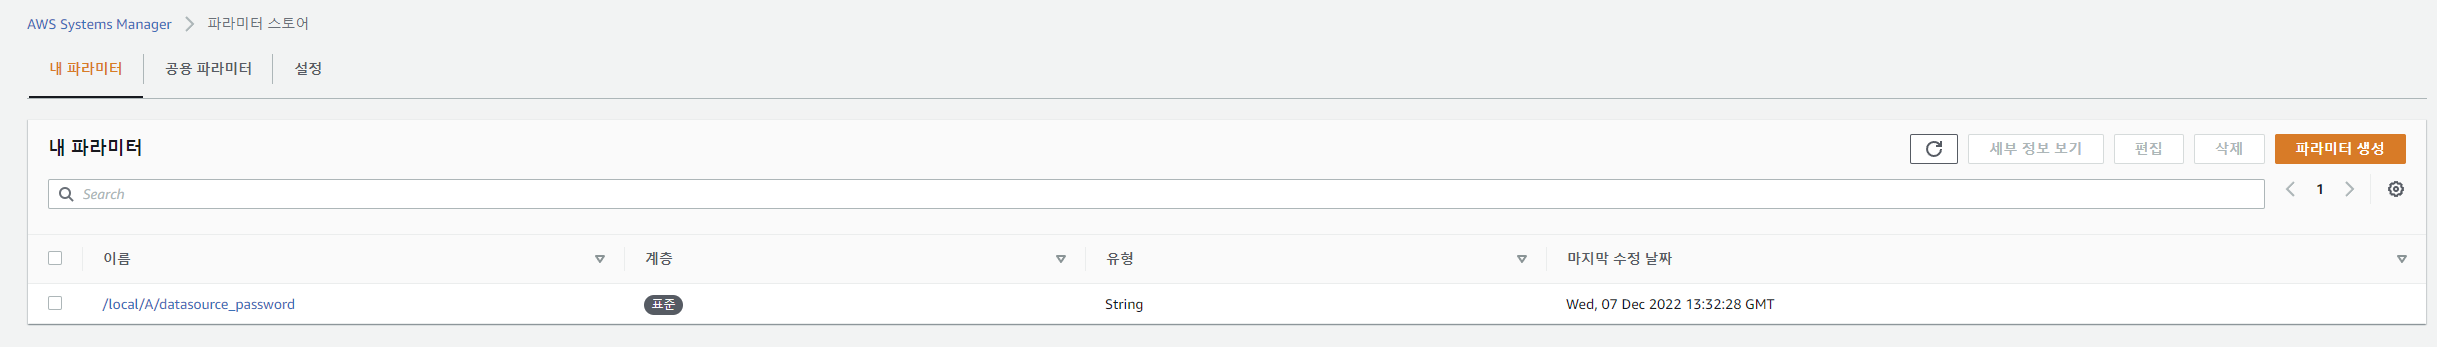 AWS Systems Manager > 파라미터 스토어
내 파라미터 공용 파라미터 설정
내 파라미터 세부 정보 보기 편집 삭제 파라미터 생성
Search 1
이름 계층 유형 마지막 수정 날짜
/local/A/datasource_password 표준 String Wed, 07 Dec 2022 13:32:28 GMT